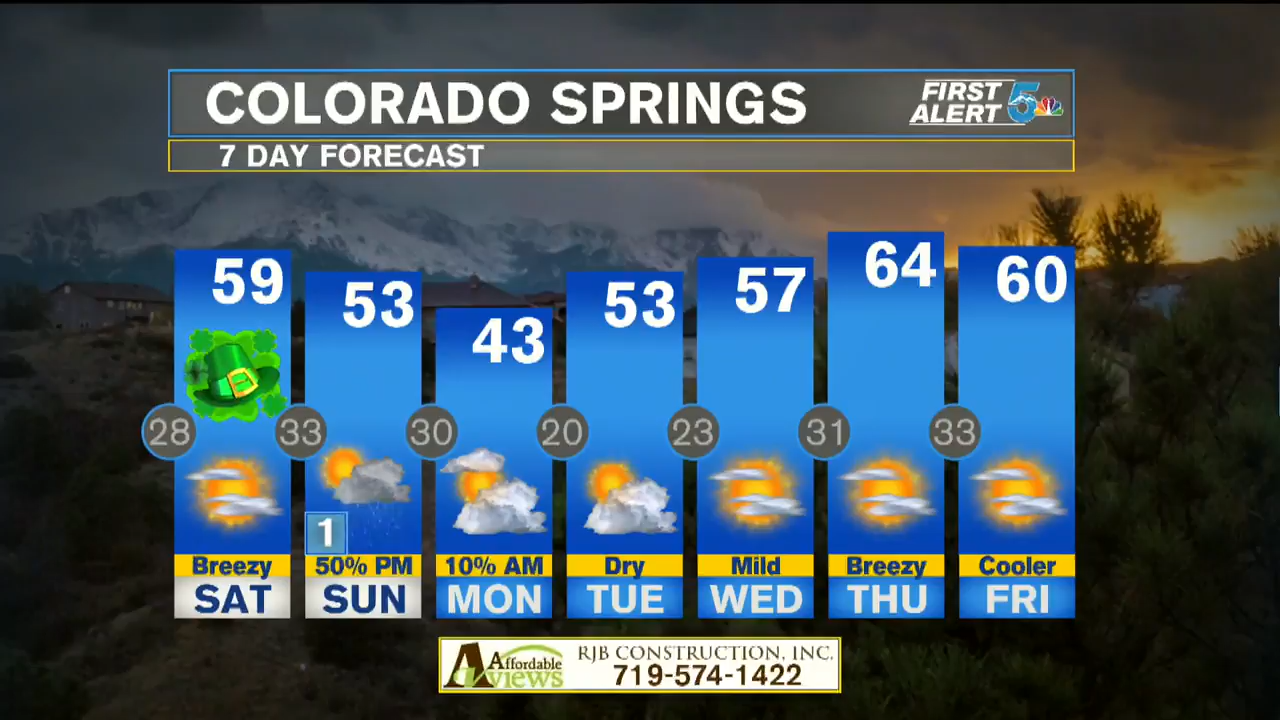 COLORADO SPRINGS
FIRST
ALERT 5
7 DAY FORECAST
59 53 43 53 57 64 60
28 33 30 20 23 31 33
1
Breezy 50% PM 10% AM Dry Mild Breezy Cooler
SAT SUN MON TUE WED THU FRI
Affordable
views
RJB CONSTRUCTION, INC.
719-574-1422